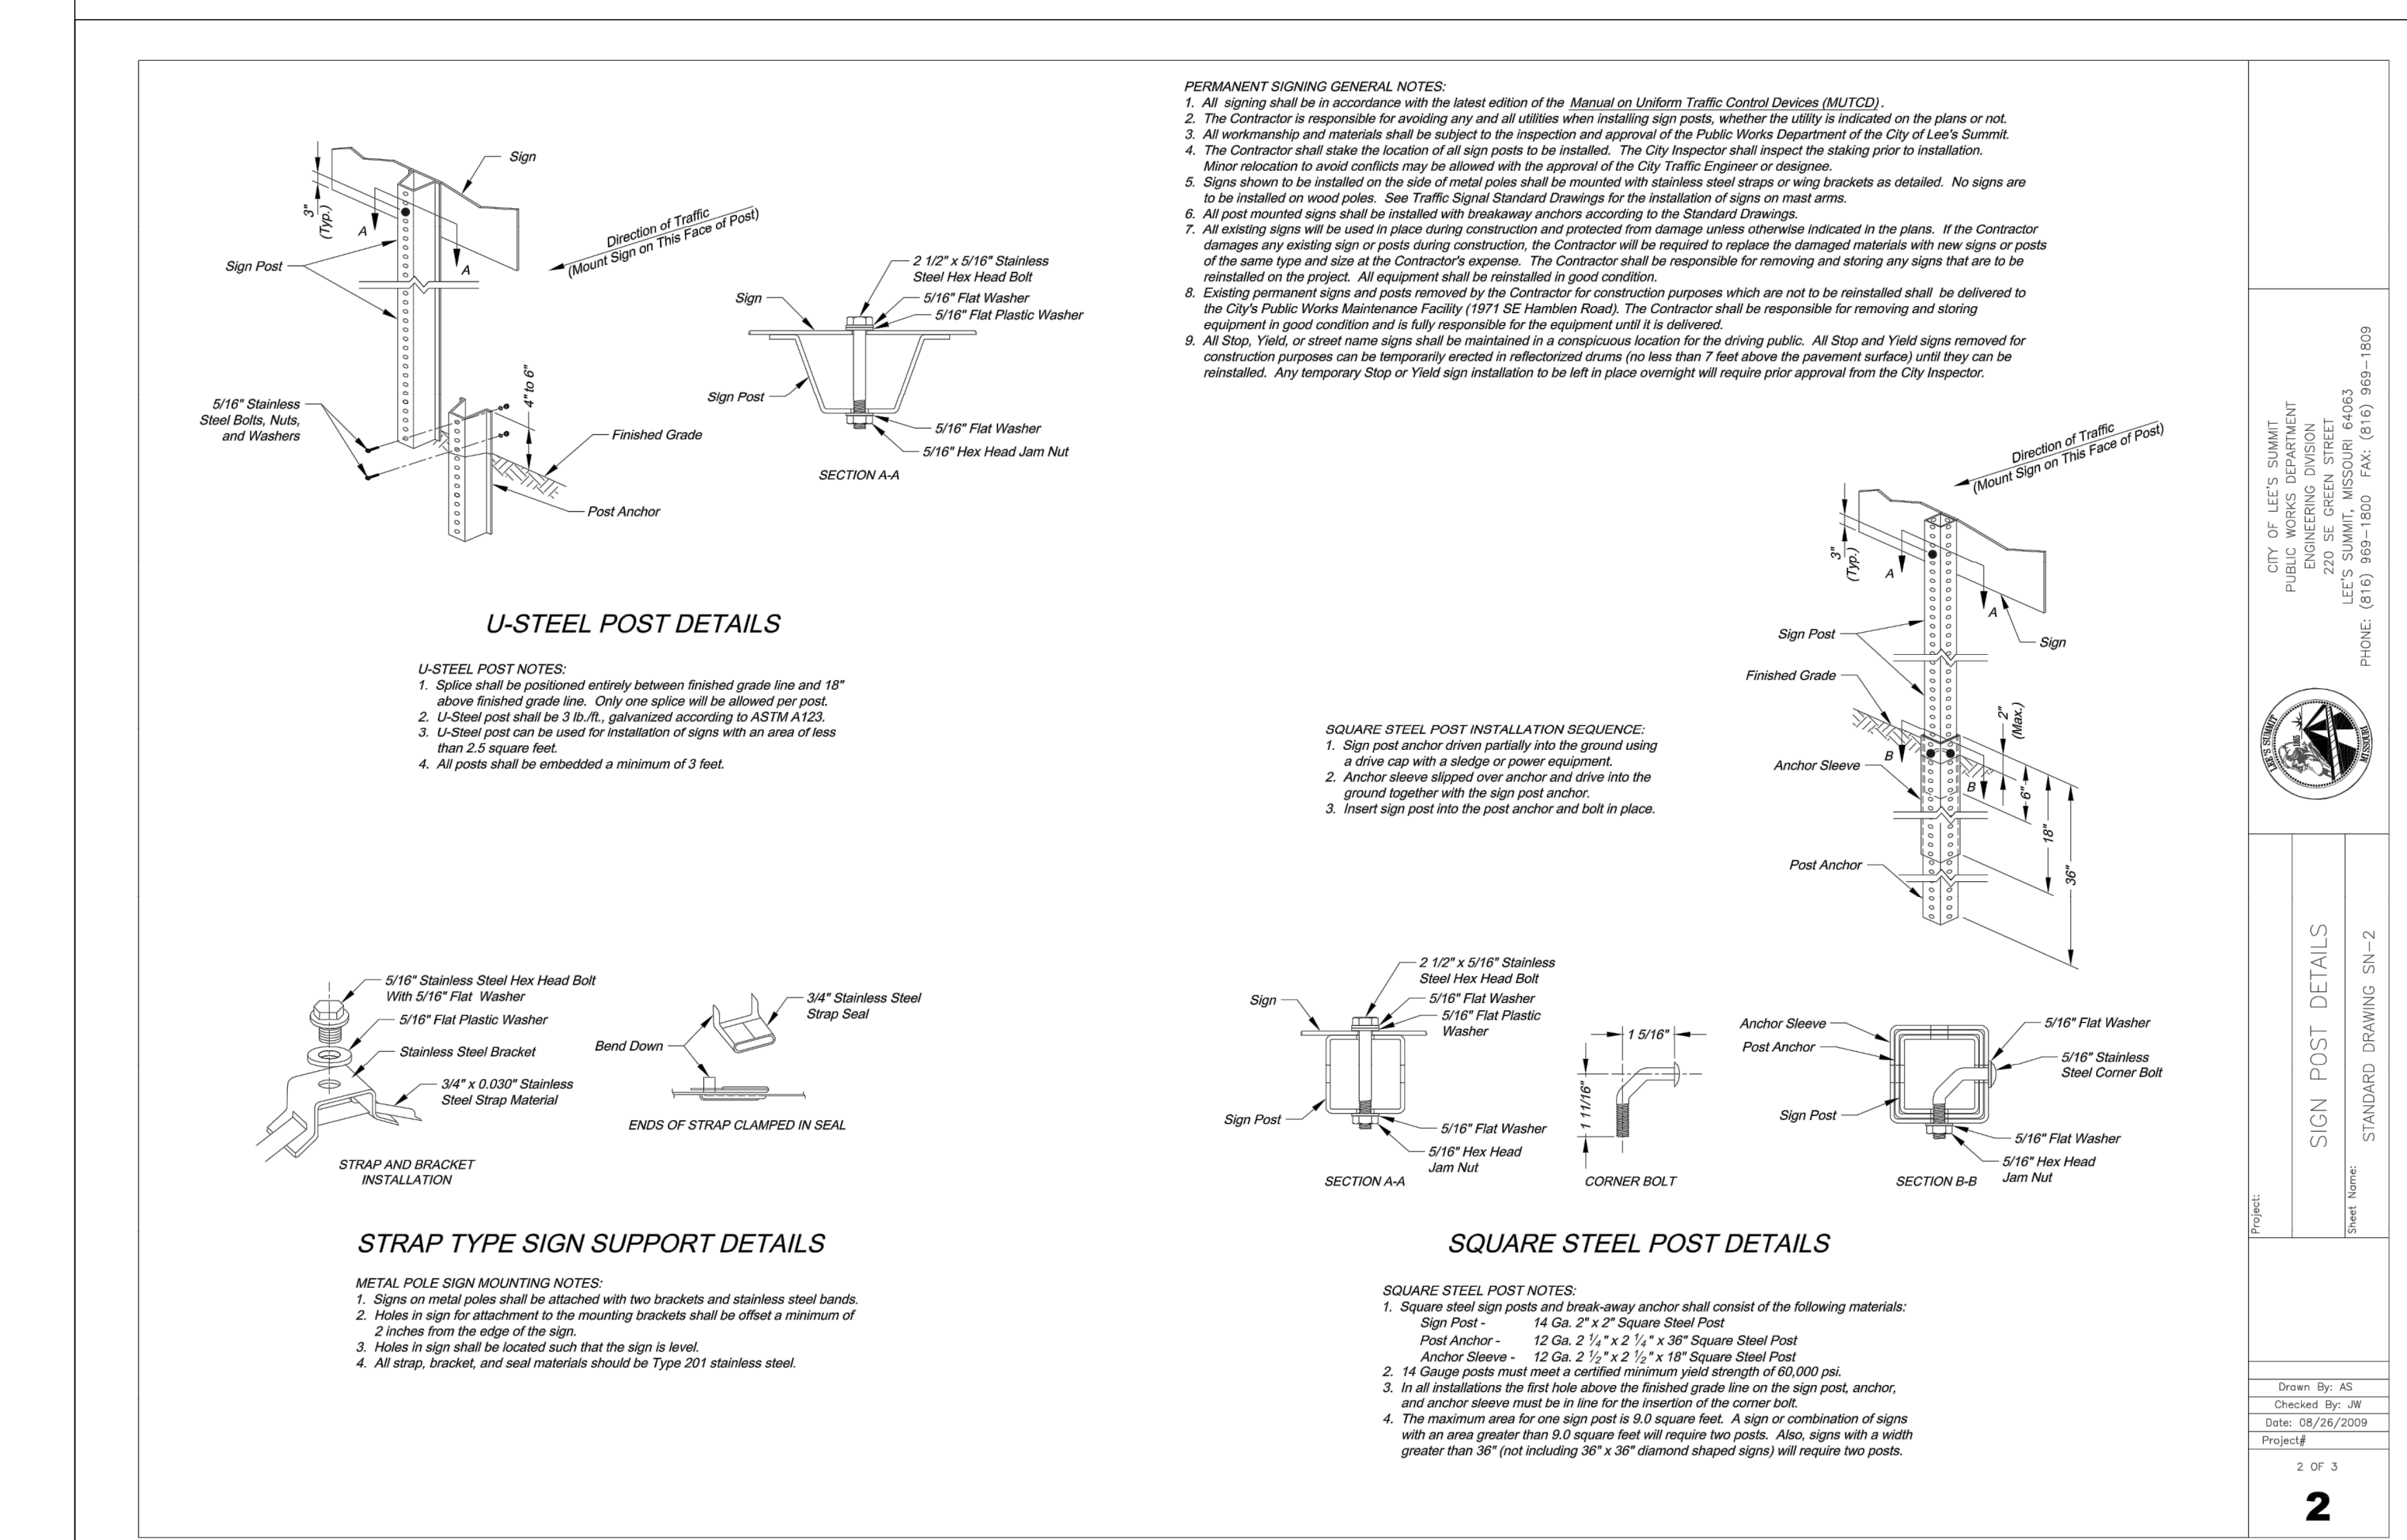 Sign
3"
(Typ.)
A
A
Sign Post
Direction of Traffic
(Mount Sign on This Face of Post)
5/16" Stainless
Steel Bolts, Nuts,
and Washers
4" to 6"
Finished Grade
Post Anchor
2 1/2" x 5/16" Stainless
Steel Hex Head Bolt
5/16" Flat Washer
5/16" Flat Plastic Washer
Sign
Sign Post
5/16" Flat Washer
5/16" Hex Head Jam Nut
SECTION A-A
U-STEEL POST DETAILS
U-STEEL POST NOTES:
1. Splice shall be positioned entirely between finished grade line and 18"
above finished grade line. Only one splice will be allowed per post.
2. U-Steel post shall be 3 lb./ft., galvanized according to ASTM A123.
3. U-Steel post can be used for installation of signs with an area of less
than 2.5 square feet.
4. All posts shall be embedded a minimum of 3 feet.
5/16" Stainless Steel Hex Head Bolt
With 5/16" Flat Washer
5/16" Flat Plastic Washer
Stainless Steel Bracket
3/4" x 0.030" Stainless
Steel Strap Material
STRAP AND BRACKET
INSTALLATION
3/4" Stainless Steel
Strap Seal
Bend Down
ENDS OF STRAP CLAMPED IN SEAL
STRAP TYPE SIGN SUPPORT DETAILS
METAL POLE SIGN MOUNTING NOTES:
1. Signs on metal poles shall be attached with two brackets and stainless steel bands.
2. Holes in sign for attachment to the mounting brackets shall be offset a minimum of
2 inches from the edge of the sign.
3. Holes in sign shall be located such that the sign is level.
4. All strap, bracket, and seal materials should be Type 201 stainless steel.
PERMANENT SIGNING GENERAL NOTES:
1. All signing shall be in accordance with the latest edition of the Manual on Uniform Traffic Control Devices (MUTCD).
2. The Contractor is responsible for avoiding any and all utilities when installing sign posts, whether the utility is indicated on the plans or not.
3. All workmanship and materials shall be subject to the inspection and approval of the Public Works Department of the City of Lee's Summit.
4. The Contractor shall stake the location of all sign posts to be installed. The City Inspector shall inspect the staking prior to installation.
Minor relocation to avoid conflicts may be allowed with the approval of the City Traffic Engineer or designee.
5. Signs shown to be installed on the side of metal poles shall be mounted with stainless steel straps or wing brackets as detailed. No signs are
to be installed on wood poles. See Traffic Signal Standard Drawings for the installation of signs on mast arms.
6. All post mounted signs shall be installed with breakaway anchors according to the Standard Drawings.
7. All existing signs will be used in place during construction and protected from damage unless otherwise indicated in the plans. If the Contractor
damages any existing sign or posts during construction, the Contractor will be required to replace the damaged materials with new signs or posts
of the same type and size at the Contractor's expense. The Contractor shall be responsible for removing and storing any signs that are to be
reinstalled on the project. All equipment shall be reinstalled in good condition.
8. Existing permanent signs and posts removed by the Contractor for construction purposes which are not to be reinstalled shall be delivered to
the City's Public Works Maintenance Facility (1971 SE Hamblen Road). The Contractor shall be responsible for removing and storing
equipment in good condition and is fully responsible for the equipment until it is delivered.
9. All Stop, Yield, or street name signs shall be maintained in a conspicuous location for the driving public. All Stop and Yield signs removed for
construction purposes can be temporarily erected in reflectorized drums (no less than 7 feet above the pavement surface) until they can be
reinstalled. Any temporary Stop or Yield sign installation to be left in place overnight will require prior approval from the City Inspector.
Direction of Traffic
(Mount Sign on This Face of Post)
3"
(Typ.)
A
A
Sign Post
Sign
Finished Grade
2"
(Max.)
B
B
Anchor Sleeve
6"
18"
36"
Post Anchor
SQUARE STEEL POST INSTALLATION SEQUENCE:
1. Sign post anchor driven partially into the ground using
a drive cap with a sledge or power equipment.
2. Anchor sleeve slipped over anchor and drive into the
ground together with the sign post anchor.
3. Insert sign post into the post anchor and bolt in place.
2 1/2" x 5/16" Stainless
Steel Hex Head Bolt
5/16" Flat Washer
5/16" Flat Plastic
Washer
Sign
Sign Post
5/16" Flat Washer
5/16" Hex Head
Jam Nut
SECTION A-A
1 5/16"
1 11/16"
CORNER BOLT
Anchor Sleeve
Post Anchor
Sign Post
5/16" Flat Washer
5/16" Stainless
Steel Corner Bolt
5/16" Flat Washer
5/16" Hex Head
Jam Nut
SECTION B-B
SQUARE STEEL POST DETAILS
SQUARE STEEL POST NOTES:
1. Square steel sign posts and break-away anchor shall consist of the following materials:
Sign Post - 14 Ga. 2" x 2" Square Steel Post
Post Anchor - 12 Ga. 2 1/4" x 2 1/4" x 36" Square Steel Post
Anchor Sleeve - 12 Ga. 2 1/2" x 2 1/2" x 18" Square Steel Post
2. 14 Gauge posts must meet a certified minimum yield strength of 60,000 psi.
3. In all installations the first hole above the finished grade line on the sign post, anchor,
and anchor sleeve must be in line for the insertion of the corner bolt.
4. The maximum area for one sign post is 9.0 square feet. A sign or combination of signs
with an area greater than 9.0 square feet will require two posts. Also, signs with a width
greater than 36" (not including 36" x 36" diamond shaped signs) will require two posts.
CITY OF LEE'S SUMMIT
PUBLIC WORKS DEPARTMENT
ENGINEERING DIVISION
220 SE GREEN STREET
LEE'S SUMMIT, MISSOURI 64063
PHONE: (816) 969-1800 FAX: (816) 969-1809
LEE'S SUMMIT
MISSOURI
Project:
SIGN POST DETAILS
Sheet Name:
STANDARD DRAWING SN-2
Drawn By: AS
Checked By: JW
Date: 08/26/2009
Project#
2 OF 3
2